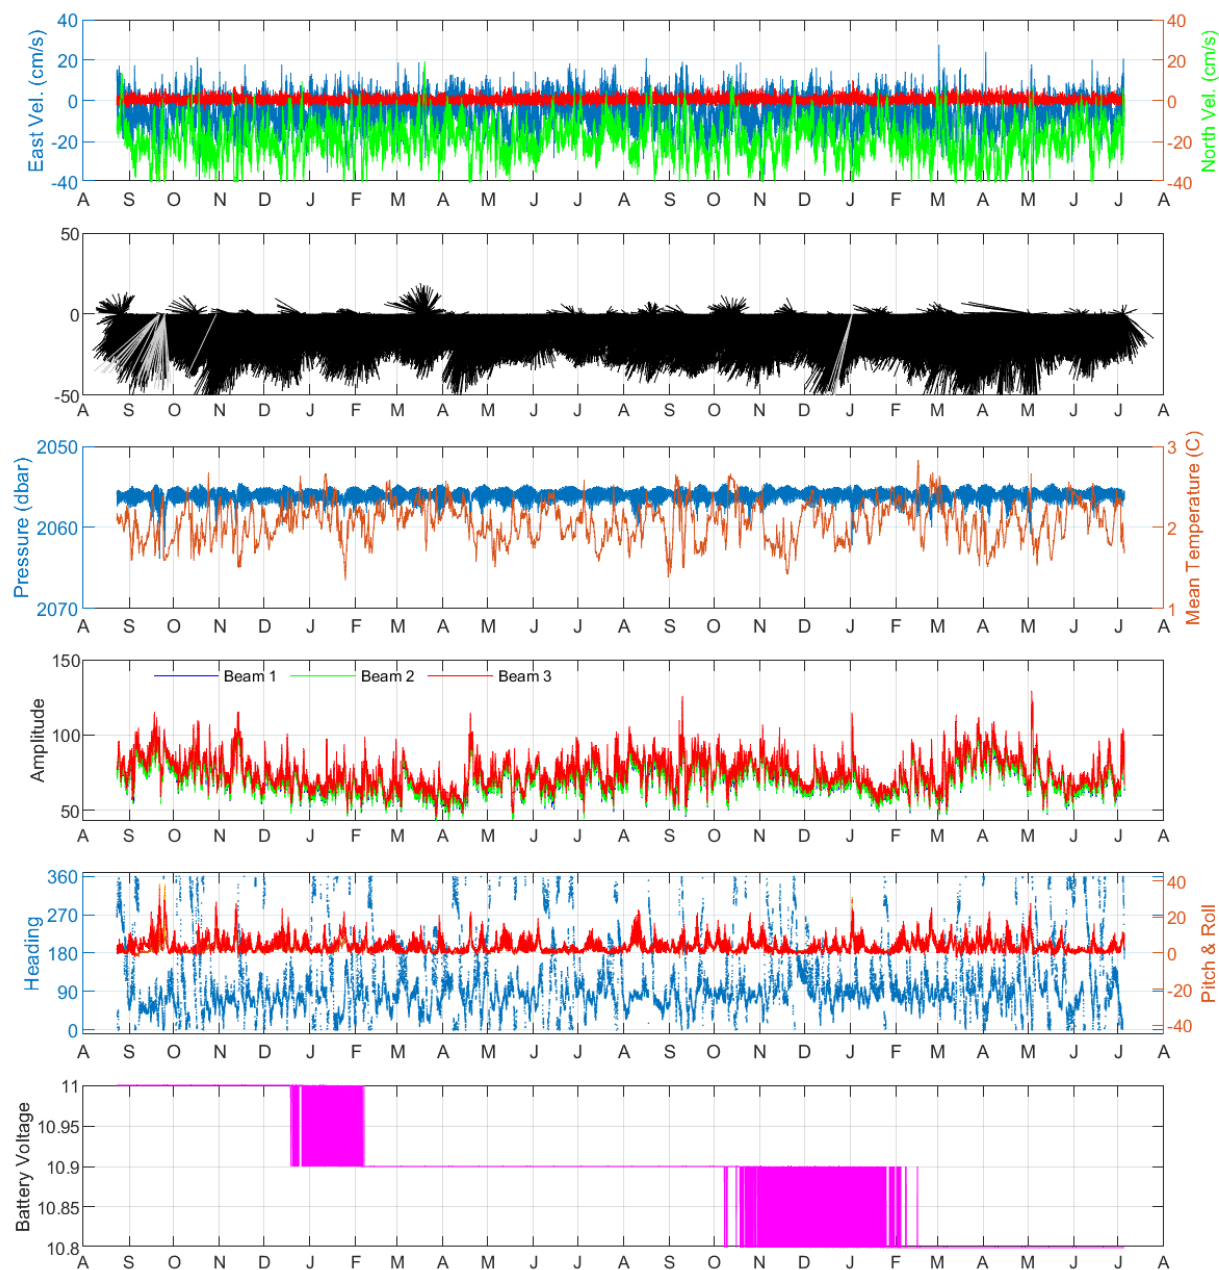 40 40
20 20
0 0
-20 -20
-40 -40
East Vel. (cm/s)
North Vel. (cm/s)
A S O N D J F M A M J J A S O N D J F M A M J J A
50
0
-50
A S O N D J F M A M J J A S O N D J F M A M J J A
2050 3
2060 2
2070 1
Pressure (dbar)
Mean Temperature (C)
A S O N D J F M A M J J A S O N D J F M A M J J A
150
100
50
Amplitude
Beam 1 Beam 2 Beam 3
A S O N D J F M A M J J A S O N D J F M A M J J A
360 40
270 20
180 0
90 -20
0 -40
Heading
Pitch & Roll
A S O N D J F M A M J J A S O N D J F M A M J J A
11
10.95
10.9
10.85
10.8
Battery Voltage
A S O N D J F M A M J J A S O N D J F M A M J J A